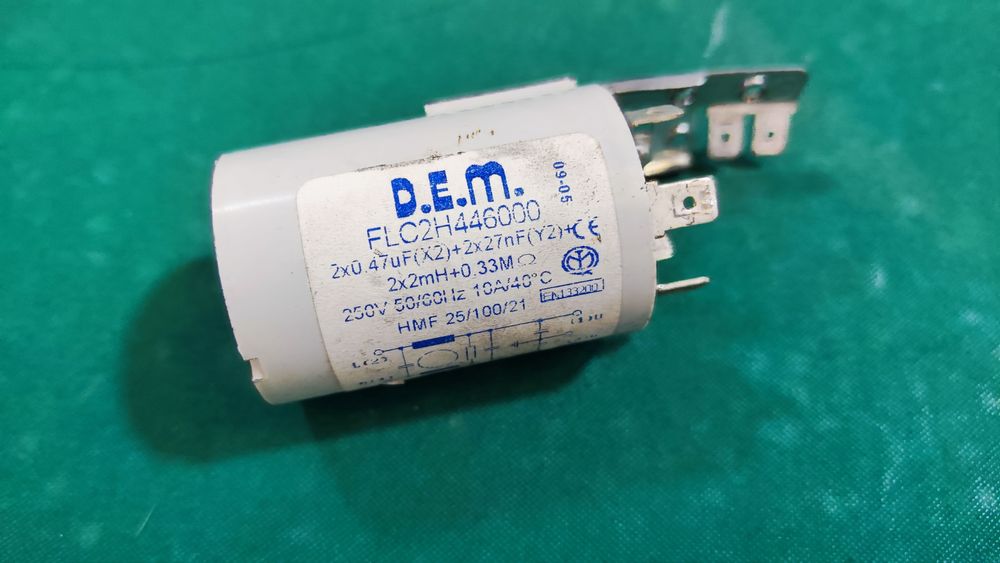 D.E.m.
09-05
FLC2H446000
2x0.47uF(X2)+2x27nF(Y2)+ CE
2x2mH+0.33MΩ
250V 50/60Hz 10A/40°C
EN133200
HMF 25/100/21